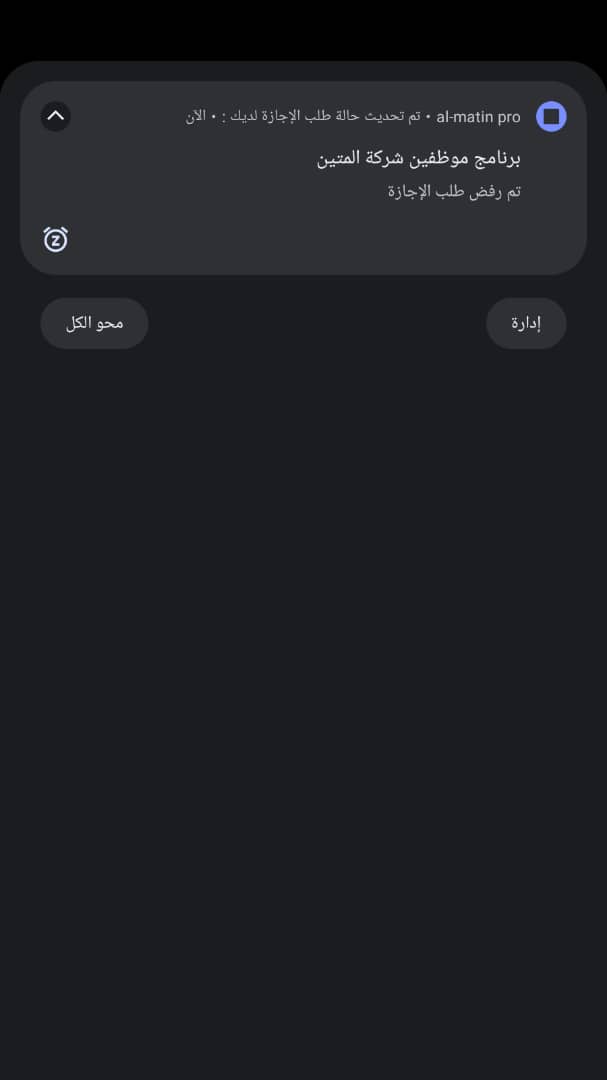 al-matin pro • تم تحديث حالة طلب الإجازة لديك : • الآن
برنامج موظفين شركة المتين
تم رفض طلب الإجازة
z
إدارة
محو الكل